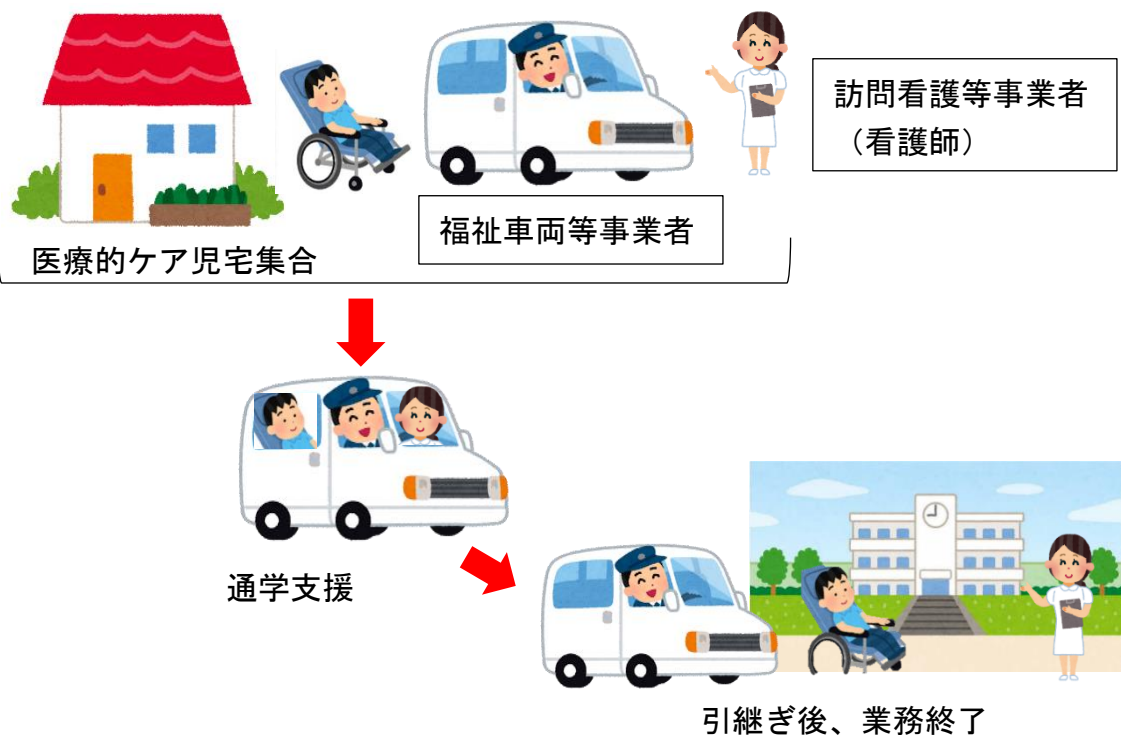 訪問看護等事業者
（看護師）
福祉車両等事業者
医療的ケア児宅集合
通学支援
引継ぎ後、業務終了